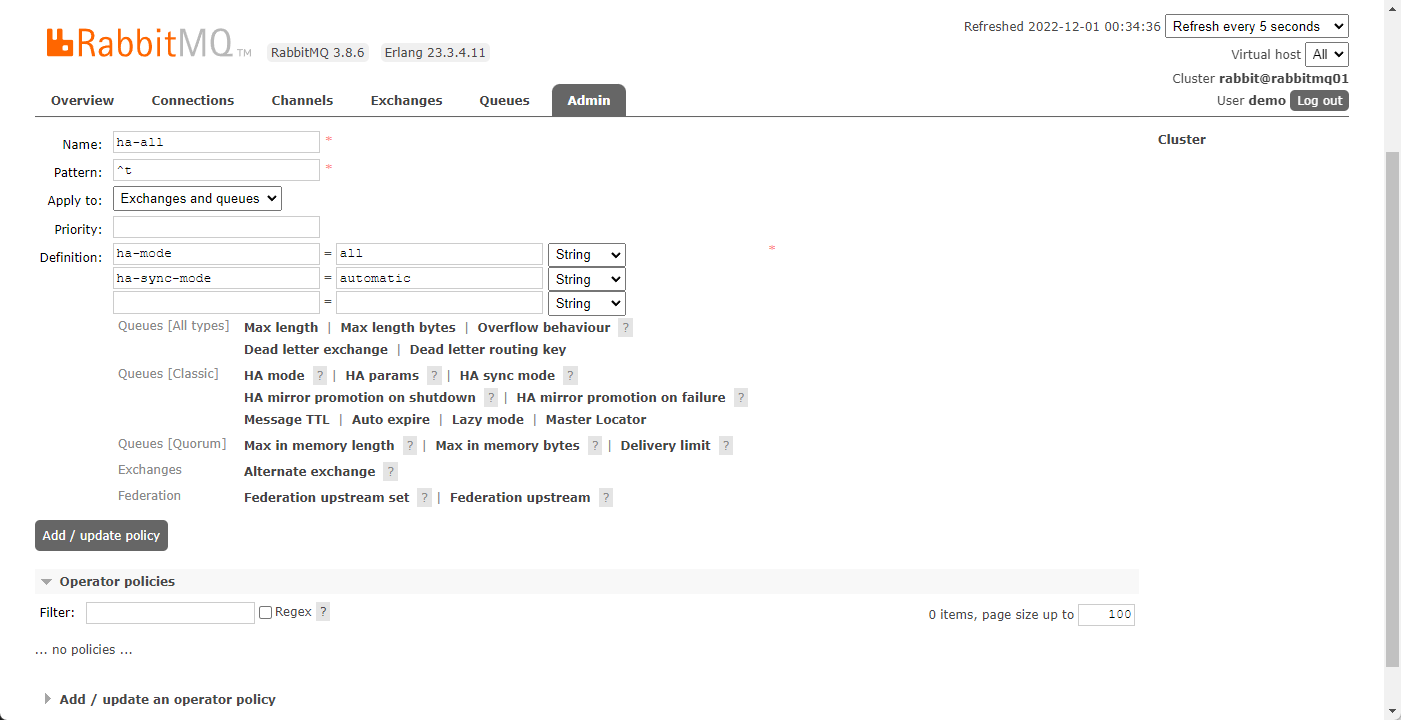 Refreshed 2022-12-01 00:34:36 Refresh every 5 seconds
RabbitMQ TM RabbitMQ 3.8.6 Erlang 23.3.4.11
Virtual host All
Cluster rabbit@rabbitmq01
User demo Log out
Overview Connections Channels Exchanges Queues Admin
Name: ha-all *
Cluster
Pattern: ^t *
Apply to: Exchanges and queues
Priority:
Definition: ha-mode = all String *
ha-sync-mode = automatic String
= String
Queues [All types] Max length | Max length bytes | Overflow behaviour ?
Dead letter exchange | Dead letter routing key
Queues [Classic] HA mode ? | HA params ? | HA sync mode ?
HA mirror promotion on shutdown ? | HA mirror promotion on failure ?
Message TTL | Auto expire | Lazy mode | Master Locator
Queues [Quorum] Max in memory length ? | Max in memory bytes ? | Delivery limit ?
Exchanges Alternate exchange ?
Federation Federation upstream set ? | Federation upstream ?
Add / update policy
Operator policies
Filter: Regex ? 0 items, page size up to 100
... no policies ...
Add / update an operator policy